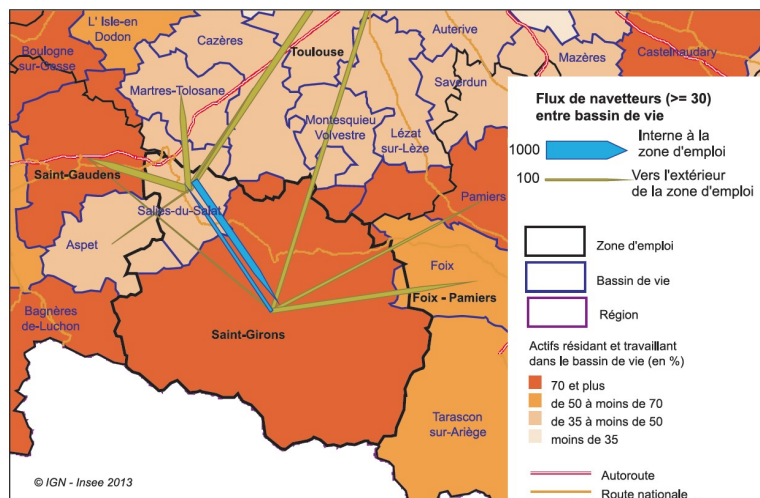 L' Isle-en
Dodon
Boulogne
sur-Gesse
Cazères
Toulouse
Auterive
Mazères
Castelnaudary
Martres-Tolosane
Saverdun
Montesquieu
Volvestre
Lézat
sur-Lèze
Saint-Gaudens
Salies-du-Salat
Pamiers
Aspet
Foix
Foix - Pamiers
Bagnères
de-Luchon
Saint-Girons
Tarascon
sur-Ariège
© IGN - Insee 2013
Flux de navetteurs (>= 30)
entre bassin de vie
1000
Interne à la
zone d'emploi
100
Vers l'extérieur
de la zone d'emploi
Zone d'emploi
Bassin de vie
Région
Actifs résidant et travaillant
dans le bassin de vie (en %)
70 et plus
de 50 à moins de 70
de 35 à moins de 50
moins de 35
Autoroute
Route nationale